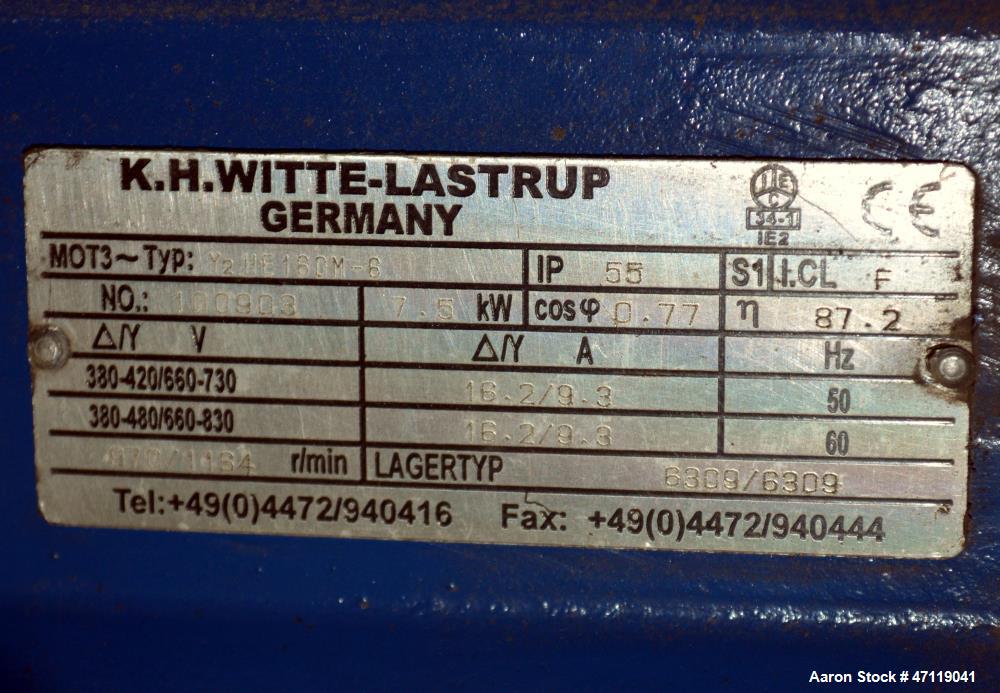 K.H.WITTE-LASTRUP
GERMANY
IEC
34-1
IE2
CE
MOT3~Typ: 160M-6 IP 55 S1 I.CL F
NO.: 100903 7.5 kW cosφ 0.77 η 87.2
Δ/Y V Δ/Y A Hz
380-420/660-730 16.2/9.3 50
380-480/660-830 16.2/9.3 60
970/1164 r/min LAGERTYP 6309/6309
Tel:+49(0)4472/940416 Fax: +49(0)4472/940444
Aaron Stock # 47119041